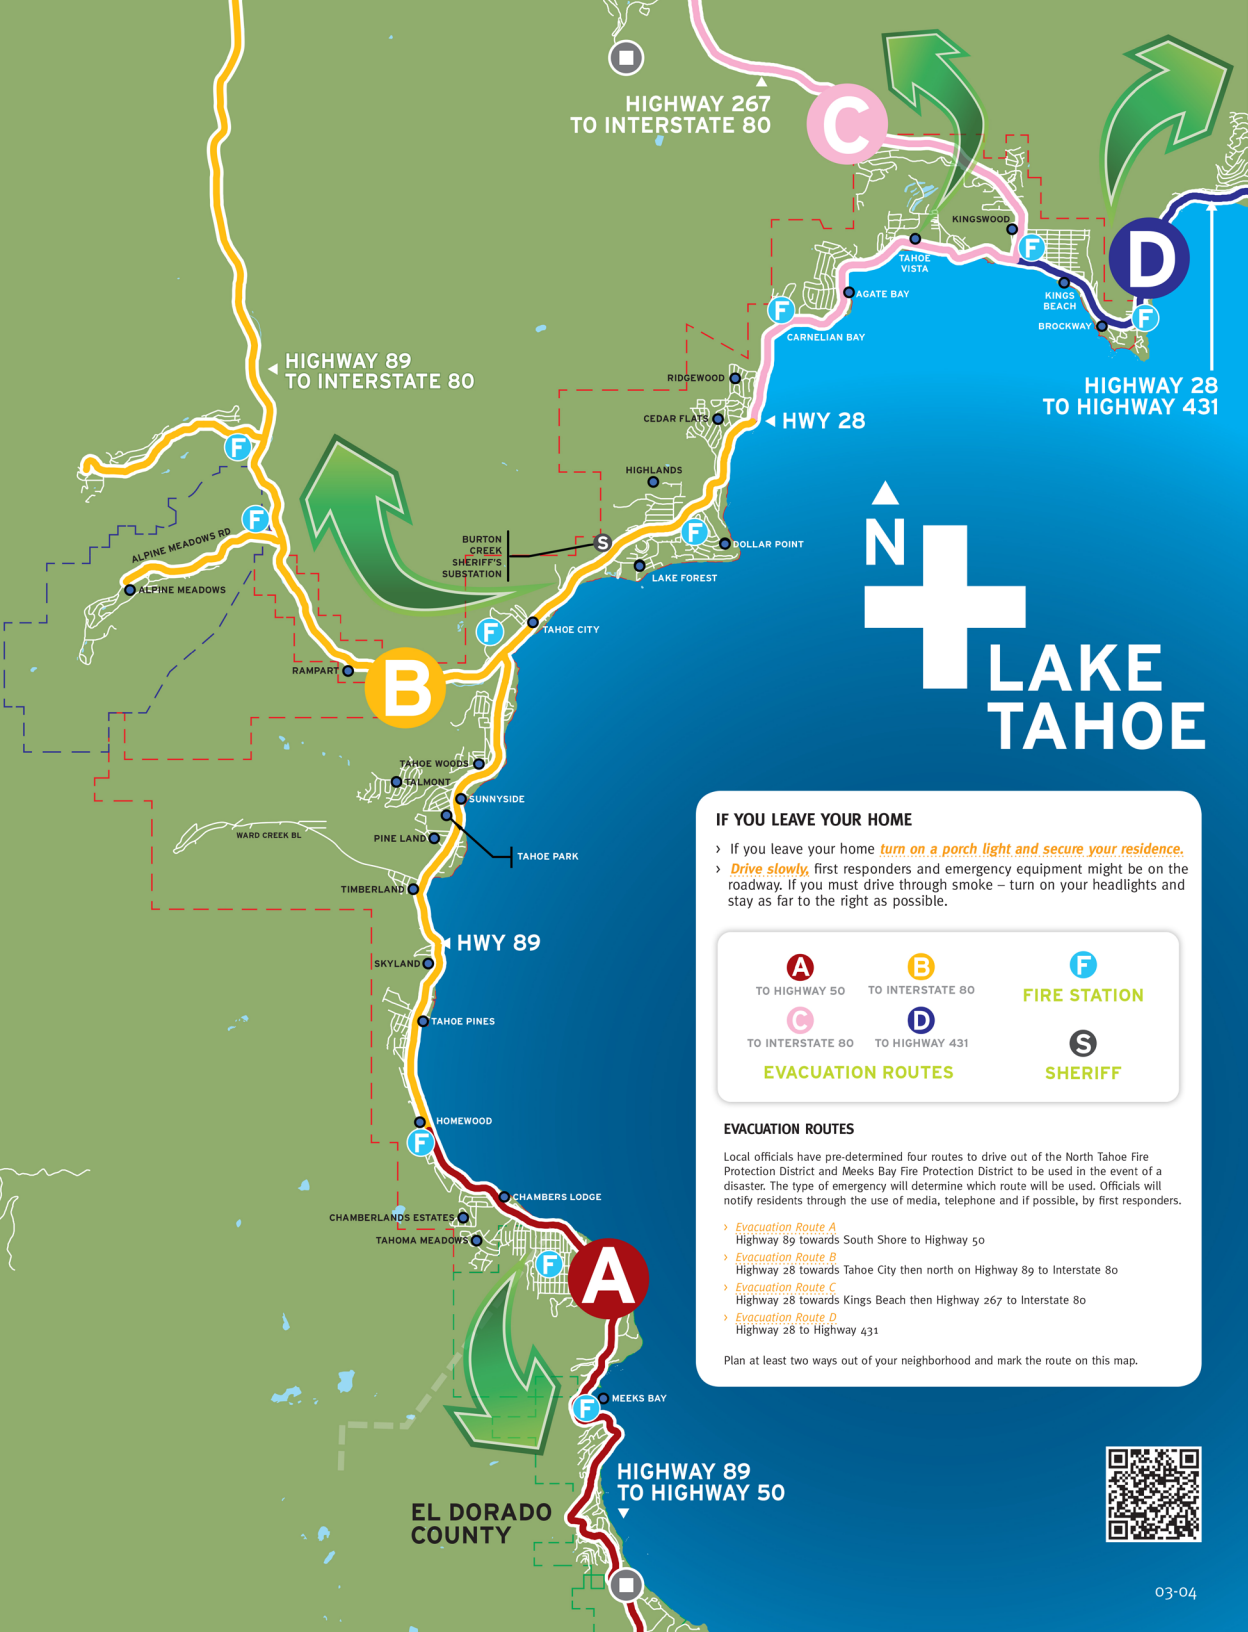 HIGHWAY 267
TO INTERSTATE 80
C
KINGSWOOD
F
D
TAHOE
VISTA
KINGS
BEACH
AGATE BAY
F
BROCKWAY
F
CARNELIAN BAY
HIGHWAY 89
TO INTERSTATE 80
RIDGEWOOD
HIGHWAY 28
TO HIGHWAY 431
CEDAR FLATS
HWY 28
F
HIGHLANDS
N
F
ALPINE MEADOWS RD
BURTON
CREEK
SHERIFF'S
SUBSTATION
S
F
DOLLAR POINT
LAKE FOREST
ALPINE MEADOWS
F
TAHOE CITY
RAMPART
B
LAKE
TAHOE
TAHOE WOODS
TALMONT
SUNNYSIDE
WARD CREEK BL
PINE LAND
TAHOE PARK
TIMBERLAND
HWY 89
SKYLAND
TAHOE PINES
HOMEWOOD
F
CHAMBERS LODGE
CHAMBERLANDS ESTATES
TAHOMA MEADOWS
F
A
MEEKS BAY
F
HIGHWAY 89
TO HIGHWAY 50
EL DORADO
COUNTY
IF YOU LEAVE YOUR HOME
› If you leave your home turn on a porch light and secure your residence.
› Drive slowly, first responders and emergency equipment might be on the
roadway. If you must drive through smoke – turn on your headlights and
stay as far to the right as possible.
A
TO HIGHWAY 50
B
TO INTERSTATE 80
F
FIRE STATION
C
TO INTERSTATE 80
D
TO HIGHWAY 431
S
SHERIFF
EVACUATION ROUTES
EVACUATION ROUTES
Local officials have pre-determined four routes to drive out of the North Tahoe Fire
Protection District and Meeks Bay Fire Protection District to be used in the event of a
disaster. The type of emergency will determine which route will be used. Officials will
notify residents through the use of media, telephone and if possible, by first responders.
› Evacuation Route A
Highway 89 towards South Shore to Highway 50
› Evacuation Route B
Highway 28 towards Tahoe City then north on Highway 89 to Interstate 80
› Evacuation Route C
Highway 28 towards Kings Beach then Highway 267 to Interstate 80
› Evacuation Route D
Highway 28 to Highway 431
Plan at least two ways out of your neighborhood and mark the route on this map.
03-04